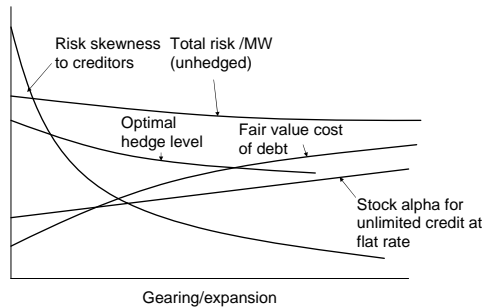 Risk skewness
to creditors
Total risk /MW
(unhedged)
Optimal
hedge level
Fair value cost
of debt
Stock alpha for
unlimited credit at
flat rate
Gearing/expansion